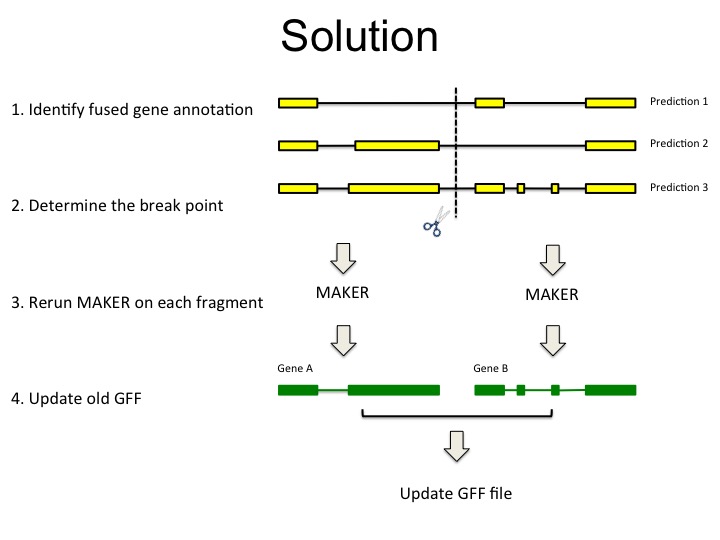 Solution
1. Identify fused gene annotation
Prediction 1
Prediction 2
Prediction 3
2. Determine the break point
MAKER
MAKER
3. Rerun MAKER on each fragment
Gene A
Gene B
4. Update old GFF
Update GFF file